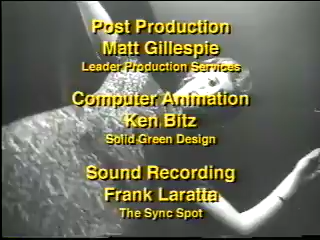 Post Production
Matt Gillespie
Leader Production Services
Computer Animation
Ken Bitz
Solid Green Design
Sound Recording
Frank Laratta
The Sync Spot